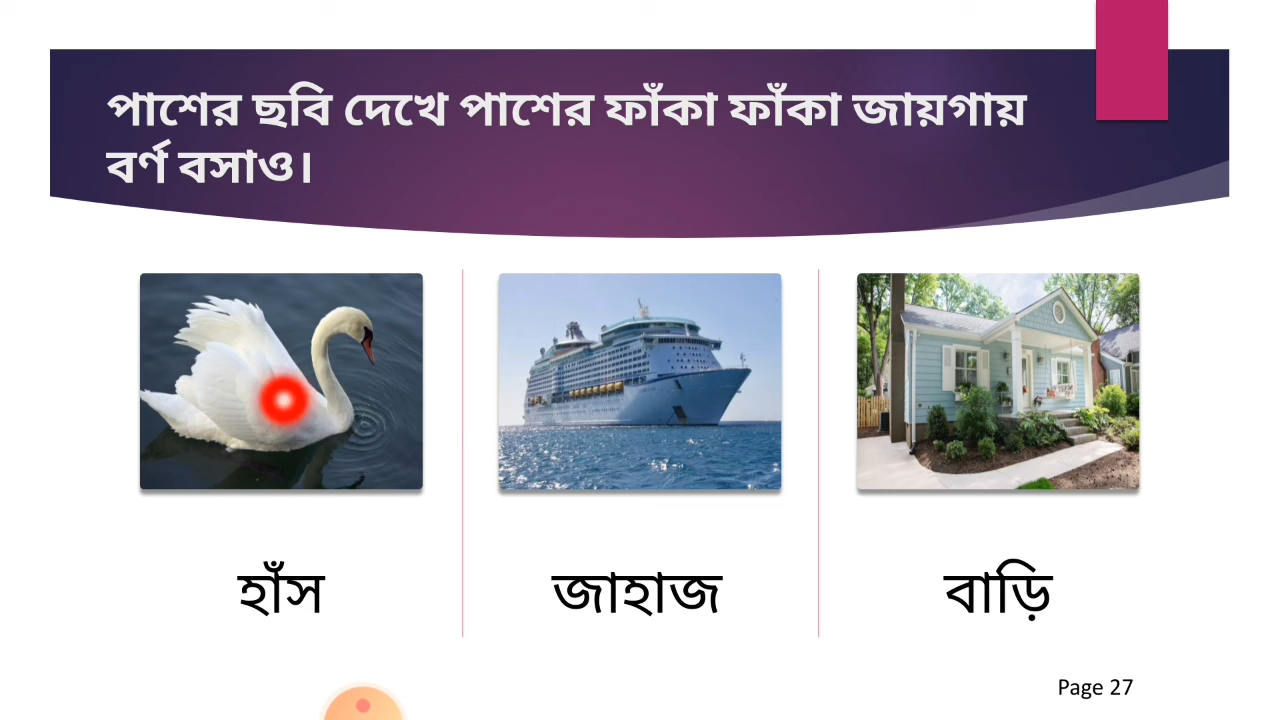 পাশের ছবি দেখে পাশের ফাঁকা ফাঁকা জায়গায়
বর্ণ বসাও।
হাঁস
জাহাজ
বাড়ি
Page 27